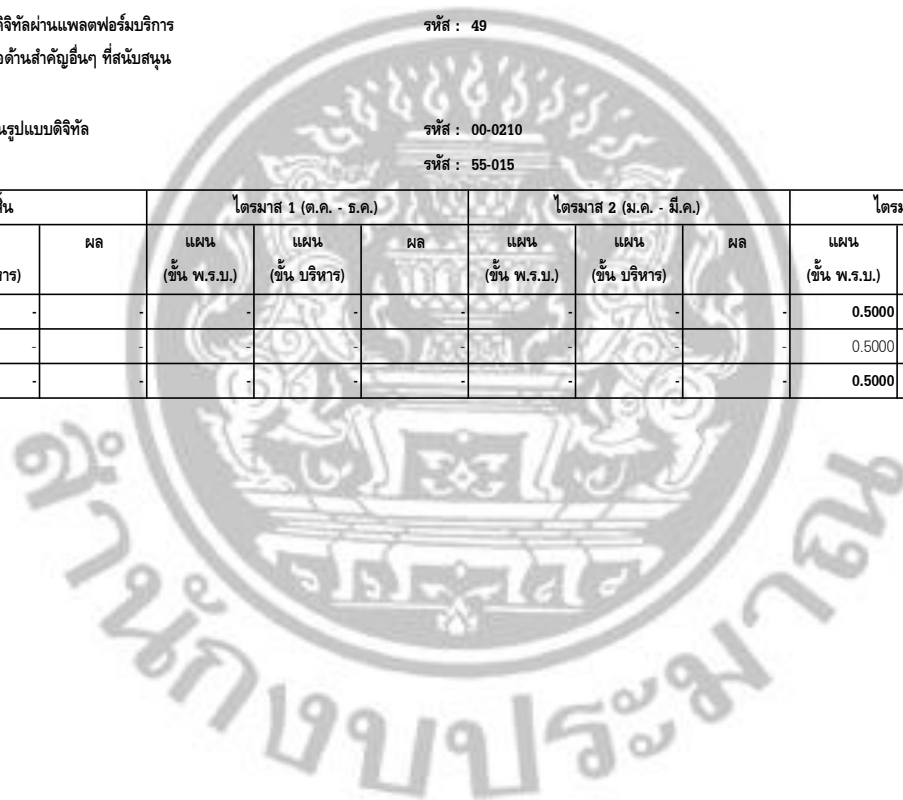 ดิจิทัลผ่านแพลตฟอร์มบริการ รหัส : 49
ด้านสำคัญอื่นๆ ที่สนับสนุน
รูปแบบดิจิทัล รหัส : 00-0210
รหัส : 55-015
ไตรมาส 1 (ต.ค. - ธ.ค.) ไตรมาส 2 (ม.ค. - มี.ค.)
ผล แผน แผน ผล แผน แผน ผล แผน
(ขั้น พ.ร.บ.) (ขั้น บริหาร) (ขั้น พ.ร.บ.) (ขั้น บริหาร) (ขั้น พ.ร.บ.)
- - - - - - - - 0.5000
- - - - - - - - 0.5000
- - - - - - - - 0.5000
สำนักงบประมาณ